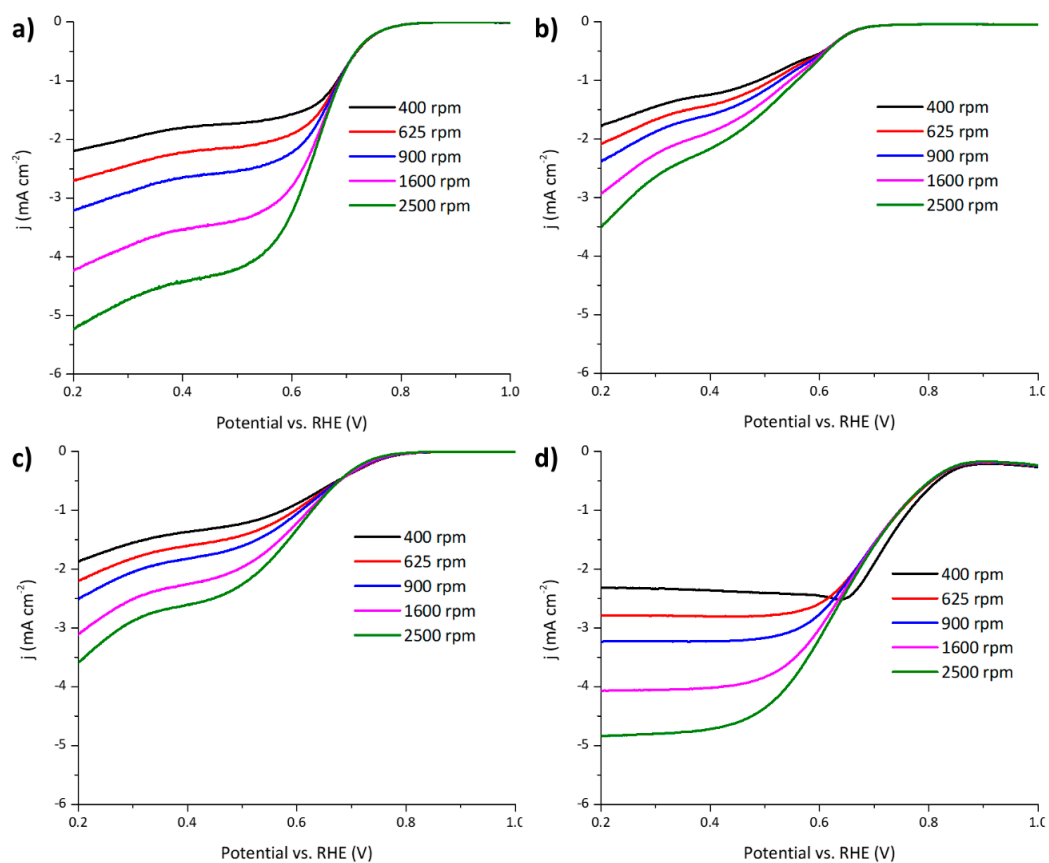 a)
j (mA cm-2)
0
-1
-2
-3
-4
-5
-6
400 rpm
625 rpm
900 rpm
1600 rpm
2500 rpm
0.2 0.4 0.6 0.8 1.0
Potential vs. RHE (V)
b)
j (mA cm-2)
0
-1
-2
-3
-4
-5
-6
400 rpm
625 rpm
900 rpm
1600 rpm
2500 rpm
0.2 0.4 0.6 0.8 1.0
Potential vs. RHE (V)
c)
j (mA cm-2)
0
-1
-2
-3
-4
-5
-6
400 rpm
625 rpm
900 rpm
1600 rpm
2500 rpm
0.2 0.4 0.6 0.8 1.0
Potential vs. RHE (V)
d)
j (mA cm-2)
0
-1
-2
-3
-4
-5
-6
400 rpm
625 rpm
900 rpm
1600 rpm
2500 rpm
0.2 0.4 0.6 0.8 1.0
Potential vs. RHE (V)